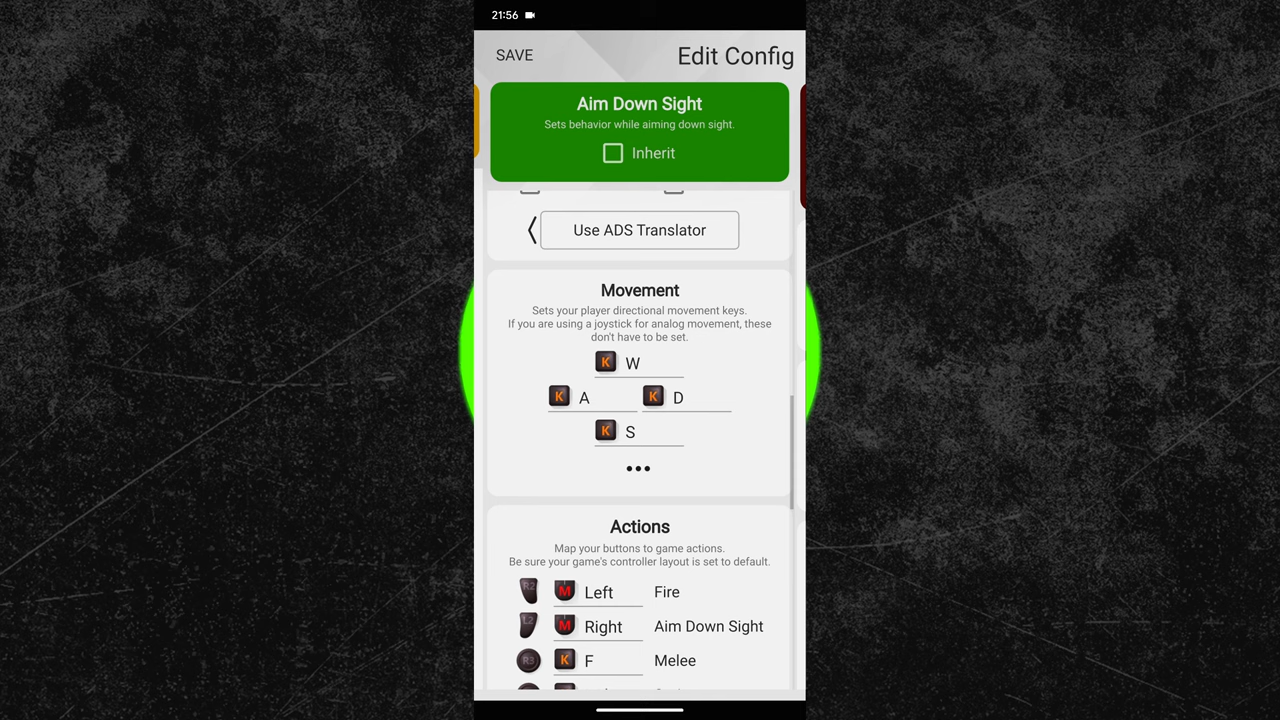 21:56
SAVE
Edit Config
Aim Down Sight
Sets behavior while aiming down sight.
Inherit
Use ADS Translator
Movement
Sets your player directional movement keys.
If you are using a joystick for analog movement, these
don't have to be set.
K W
K A K D
K S
Actions
Map your buttons to game actions.
Be sure your game's controller layout is set to default.
R2 M Left Fire
L2 M Right Aim Down Sight
R3 K F Melee